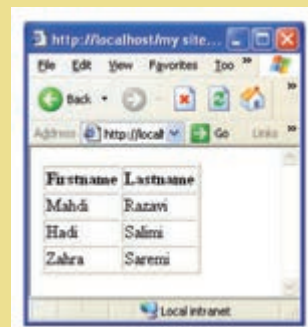 http://localhost/my site...
File Edit View Favorites Too »
Back »
Address http://localh Go Links »
Firstname Lastname
Mahdi Razavi
Hadi Salimi
Zahra Saremi
Local intranet